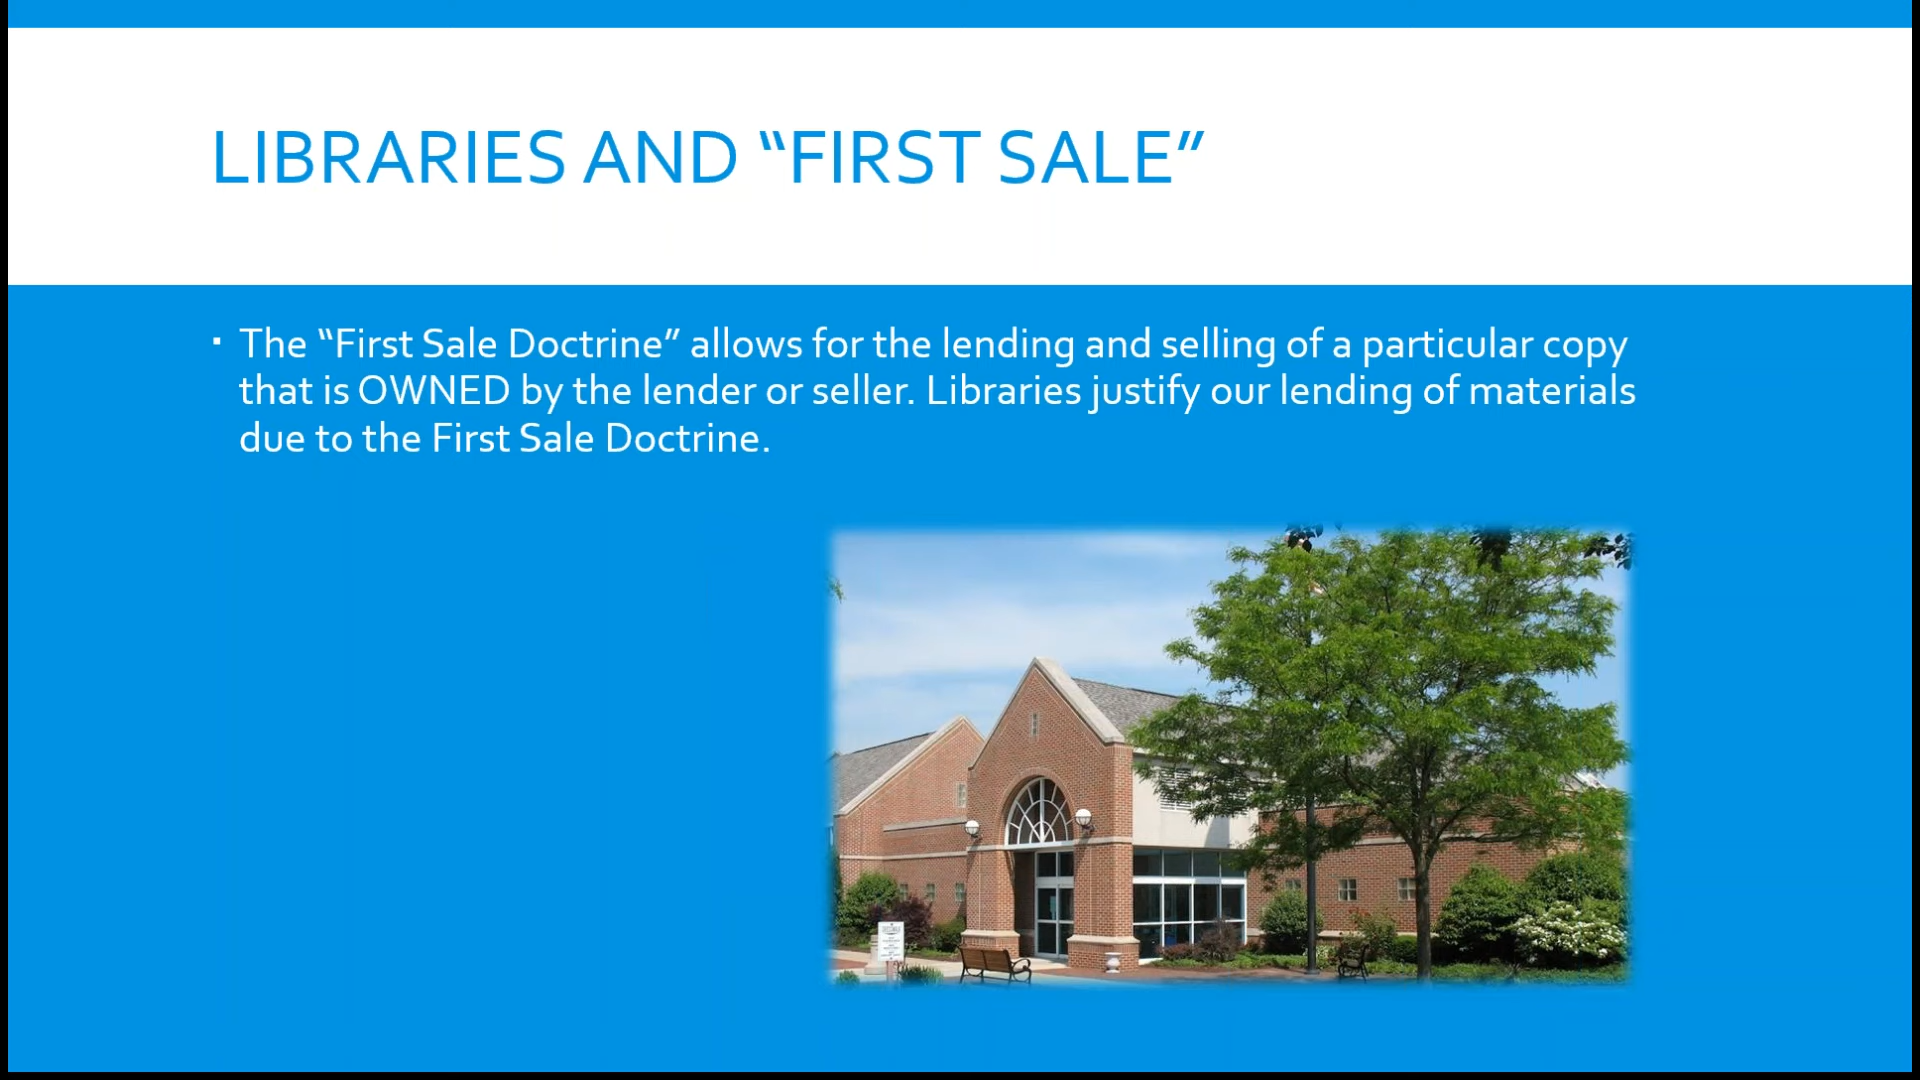 LIBRARIES AND “FIRST SALE”
▪ The “First Sale Doctrine” allows for the lending and selling of a particular copy
that is OWNED by the lender or seller. Libraries justify our lending of materials
due to the First Sale Doctrine.